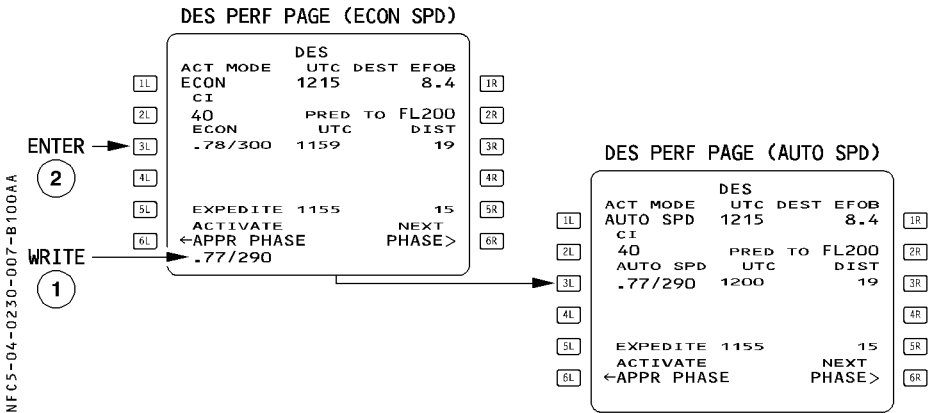 DES PERF PAGE (ECON SPD)
DES
ACT MODE UTC DEST EFOB
1L ECON 1215 8.4 1R
CI
2L 40 PRED TO FL200 2R
ECON UTC DIST
ENTER 3L .78/300 1159 19 3R
2
4L 4R
5L EXPEDITE 1155 15 5R
ACTIVATE NEXT
6L ←APPR PHASE PHASE> 6R
WRITE .77/290
1
DES PERF PAGE (AUTO SPD)
DES
ACT MODE UTC DEST EFOB
1L AUTO SPD 1215 8.4 1R
CI
2L 40 PRED TO FL200 2R
AUTO SPD UTC DIST
3L .77/290 1200 19 3R
4L 4R
5L EXPEDITE 1155 15 5R
ACTIVATE NEXT
6L ←APPR PHASE PHASE> 6R
NFC5-04-0230-007-B100AA